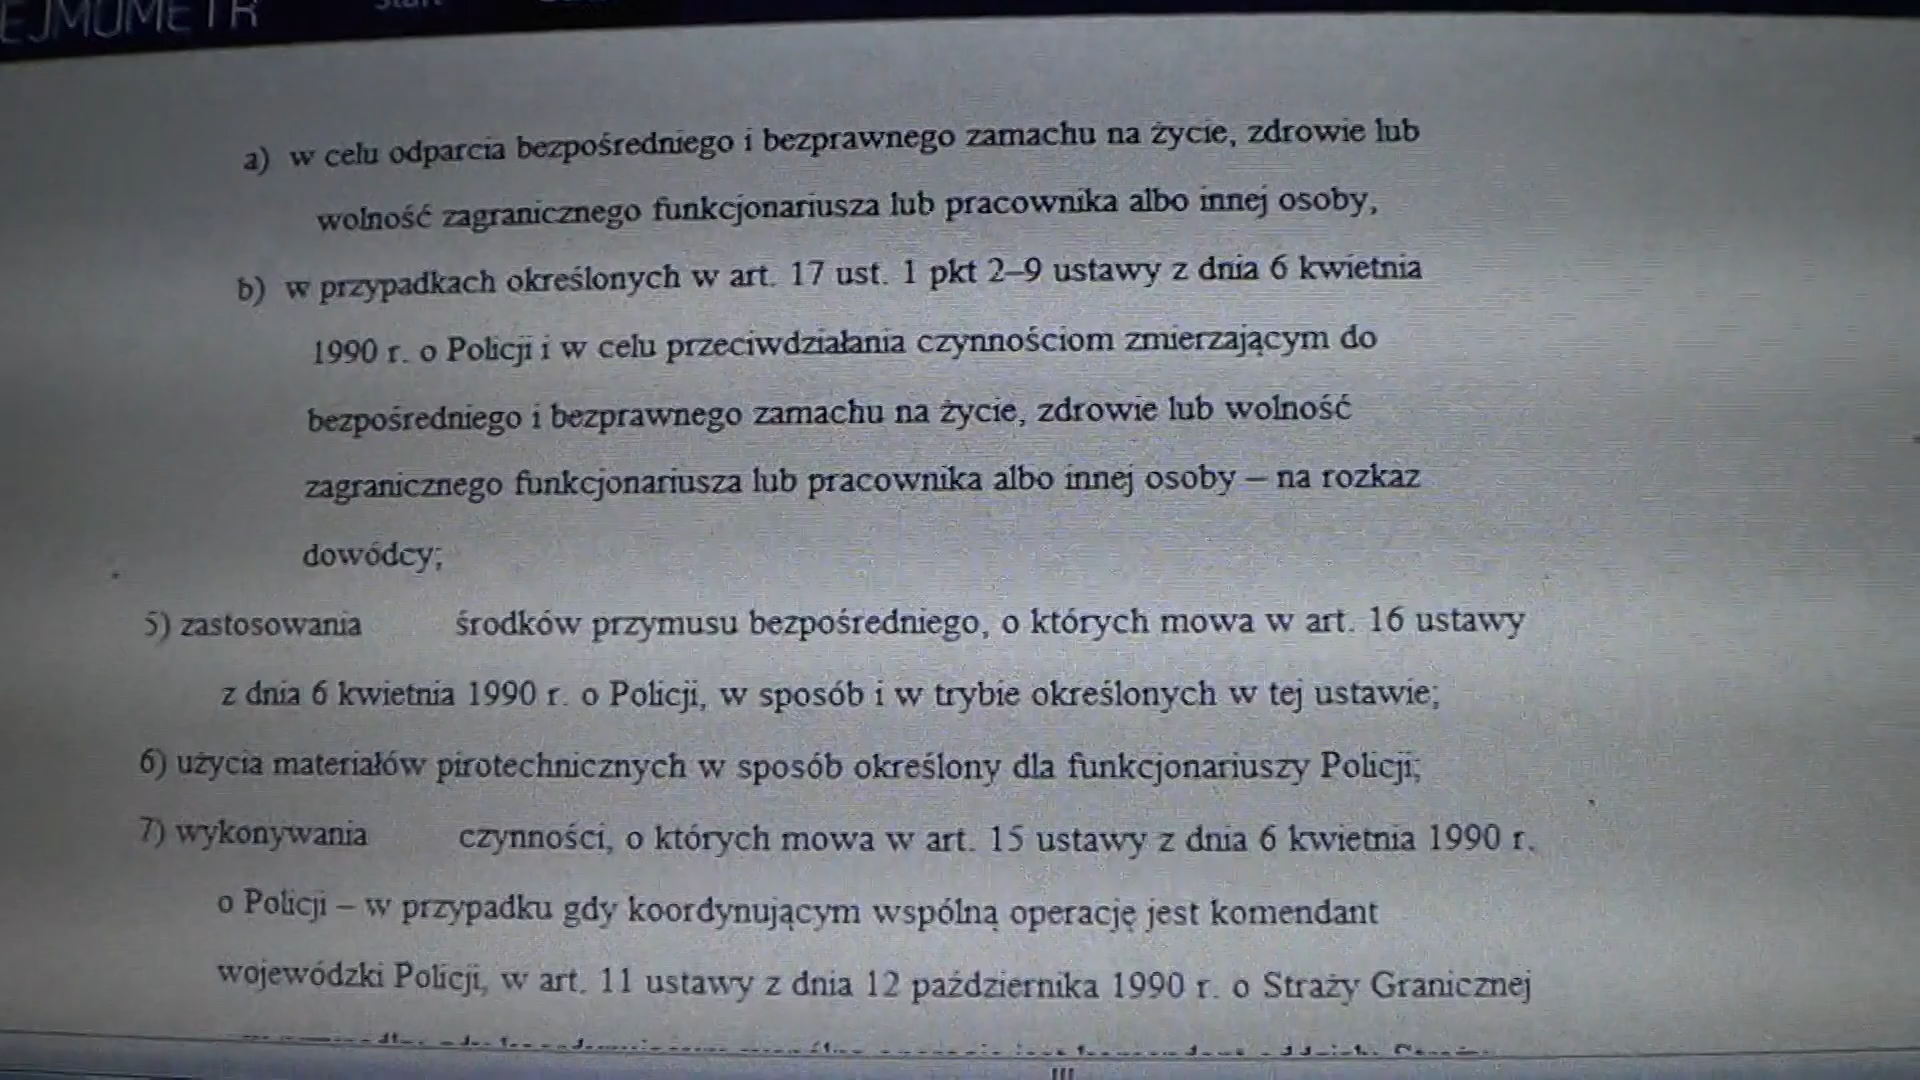 EJMOMETR Start
a) w celu odparcia bezpośredniego i bezprawnego zamachu na życie, zdrowie lub
wolność zagranicznego funkcjonariusza lub pracownika albo innej osoby,
b) w przypadkach określonych w art. 17 ust. 1 pkt 2–9 ustawy z dnia 6 kwietnia
1990 r. o Policji i w celu przeciwdziałania czynnościom zmierzającym do
bezpośredniego i bezprawnego zamachu na życie, zdrowie lub wolność
zagranicznego funkcjonariusza lub pracownika albo innej osoby – na rozkaz
dowódcy;
5) zastosowania środków przymusu bezpośredniego, o których mowa w art. 16 ustawy
z dnia 6 kwietnia 1990 r. o Policji, w sposób i w trybie określonych w tej ustawie;
6) użycia materiałów pirotechnicznych w sposób określony dla funkcjonariuszy Policji;
7) wykonywania czynności, o których mowa w art. 15 ustawy z dnia 6 kwietnia 1990 r.
o Policji – w przypadku gdy koordynującym wspólną operację jest komendant
wojewódzki Policji, w art. 11 ustawy z dnia 12 października 1990 r. o Straży Granicznej